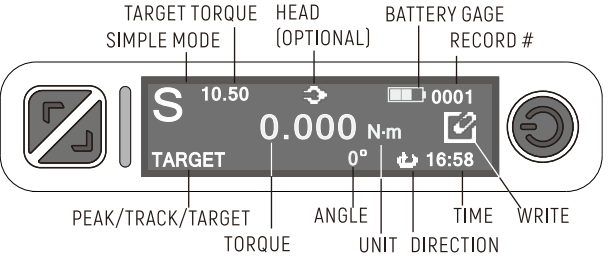 TARGET TORQUE HEAD BATTERY GAGE
SIMPLE MODE (OPTIONAL) RECORD #
S 10.50 0001
0.000 N·m
TARGET 0° 16:58
PEAK/TRACK/TARGET ANGLE TIME WRITE
TORQUE UNIT DIRECTION